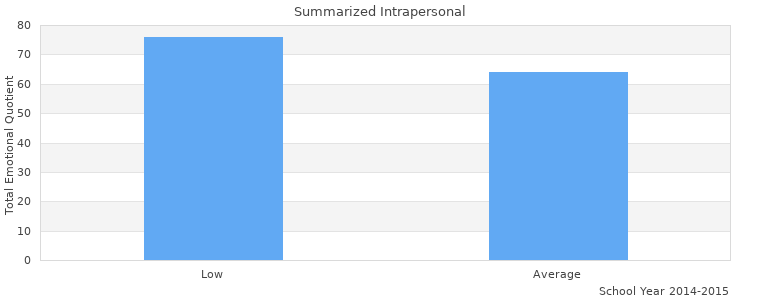 Summarized Intrapersonal
Total Emotional Quotient
80
70
60
50
40
30
20
10
0
Low
Average
School Year 2014-2015